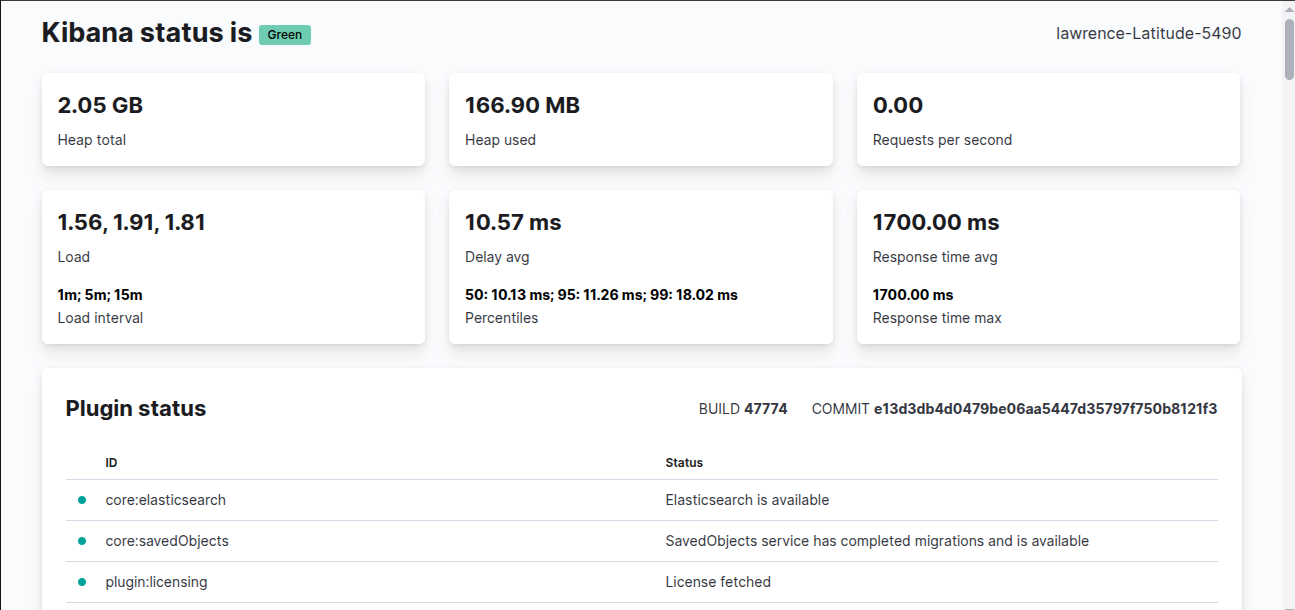 Kibana status is Green
lawrence-Latitude-5490
2.05 GB
Heap total
166.90 MB
Heap used
0.00
Requests per second
1.56, 1.91, 1.81
Load
1m; 5m; 15m
Load interval
10.57 ms
Delay avg
50: 10.13 ms; 95: 11.26 ms; 99: 18.02 ms
Percentiles
1700.00 ms
Response time avg
1700.00 ms
Response time max
Plugin status
BUILD 47774 COMMIT e13d3db4d0479be06aa5447d35797f750b8121f3
ID Status
core:elasticsearch Elasticsearch is available
core:savedObjects SavedObjects service has completed migrations and is available
plugin:licensing License fetched